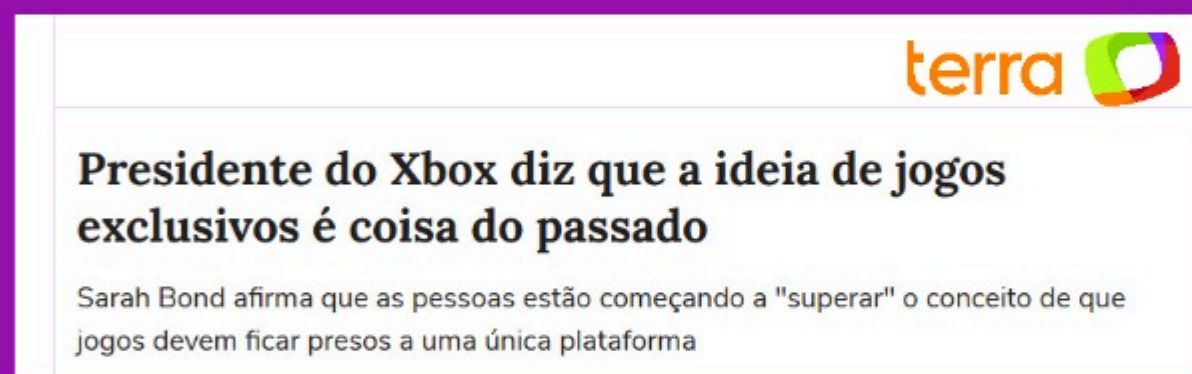 terra
Presidente do Xbox diz que a ideia de jogos
exclusivos é coisa do passado
Sarah Bond afirma que as pessoas estão começando a "superar" o conceito de que
jogos devem ficar presos a uma única plataforma